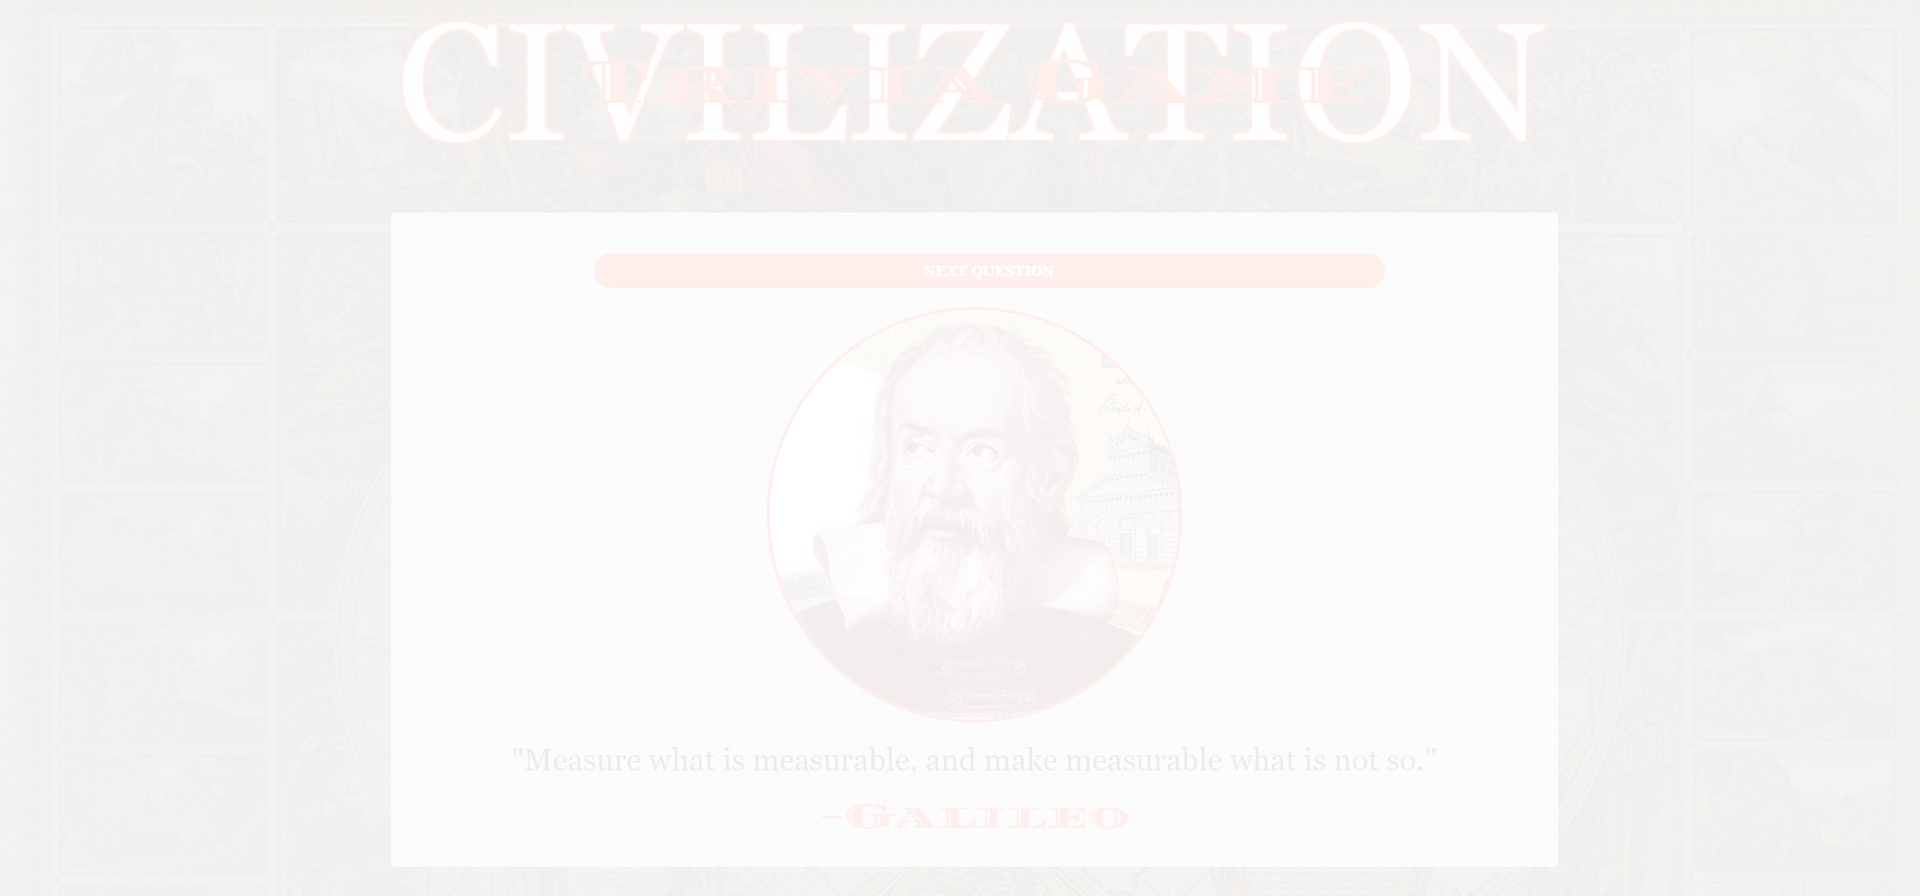 CIVILIZATION
Trivia Game
NEXT QUESTION
"Measure what is measurable, and make measurable what is not so."
-Galileo